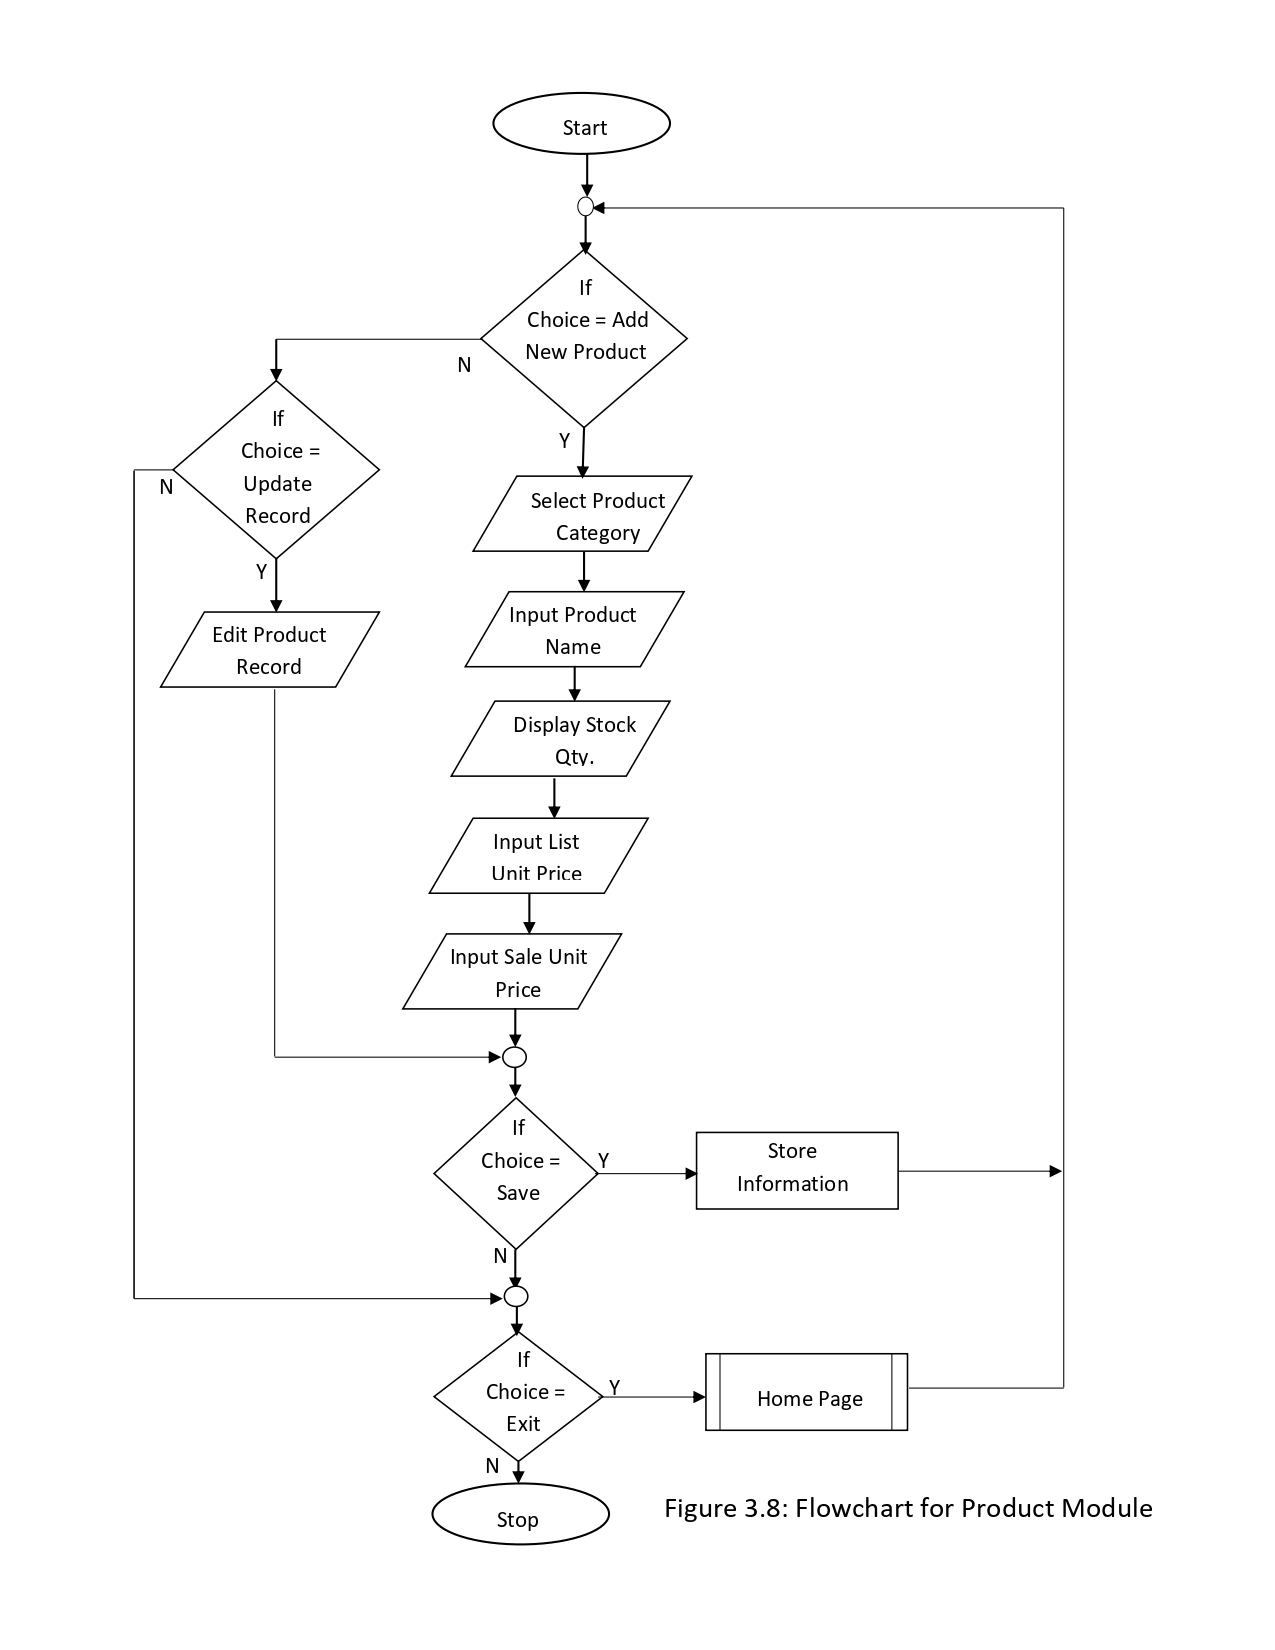 Start
If
Choice = Add
New Product
N
Y
If
Choice =
Update
Record
N
Y
Select Product
Category
Input Product
Name
Edit Product
Record
Display Stock
Qty.
Input List
Unit Price
Input Sale Unit
Price
If
Choice =
Save
Y
N
Store
Information
If
Choice =
Exit
Y
N
Home Page
Stop
Figure 3.8: Flowchart for Product Module